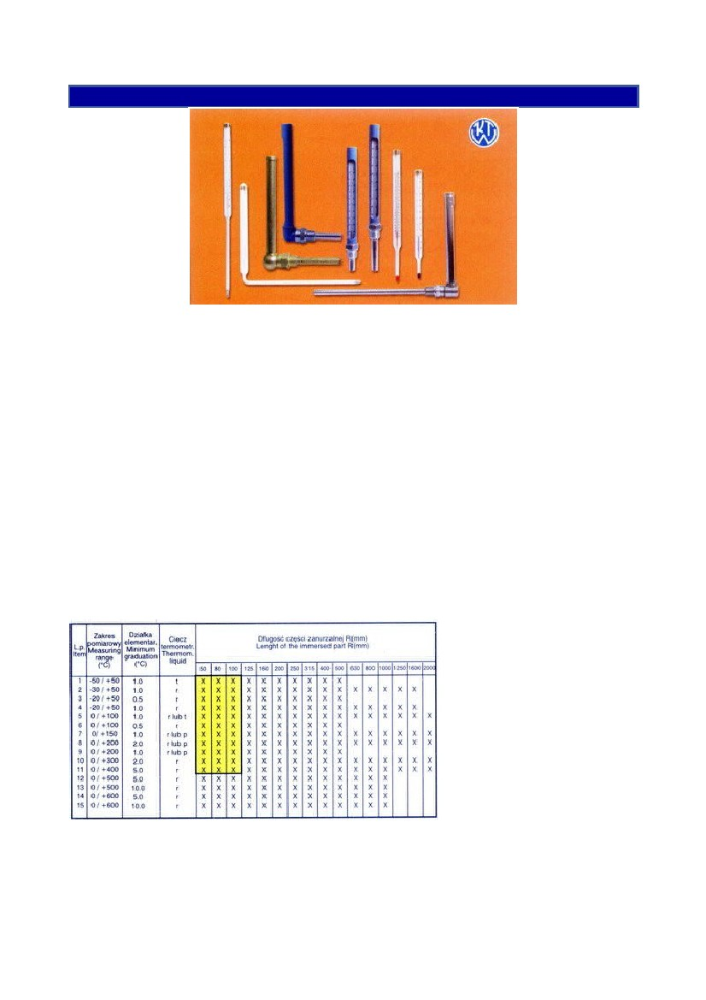 KTW
L.p. Item
Zakres pomiarowy Measuring range (°C)
Działka elementar. Minimum graduation (°C)
Ciecz termometr. Thermom. liquid
Długość części zanurzalnej R(mm)
Lenght of the immersed part R(mm)
50 80 100 125 160 200 250 315 400 500 630 800 1000 1250 1600 2000
1 -50 / +50 1.0 t X X X X X X X X X X
2 -30 / +50 1.0 r X X X X X X X X X X X X X X X
3 -20 / +50 0.5 r X X X X X X X X X X
4 -20 / +50 1.0 r X X X X X X X X X X X X X X X
5 0 / +100 1.0 r lub t X X X X X X X X X X X X X X X X
6 0 / +100 0.5 r X X X X X X X X X X
7 0/ +150 1.0 r lub p X X X X X X X X X X X X X X X X
8 0 / +200 2.0 r lub p X X X X X X X X X X X X X X X X
9 0 / +200 1.0 r lub p X X X X X X X X X X
10 0 / +300 2.0 r X X X X X X X X X X X X X X X X
11 0 / +400 5.0 r X X X X X X X X X X X X X X X X
12 0 / +500 5.0 r X X X X X X X X X X X X X
13 0 / +500 10.0 r X X X X X X X X X X X X X
14 0 / +600 5.0 r X X X X X X X X X X X X X
15 0 / +600 10.0 r X X X X X X X X X X X X X